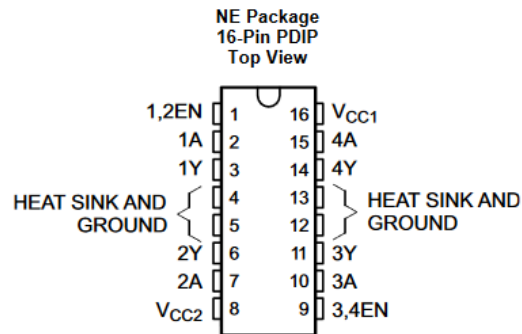 NE Package
16-Pin PDIP
Top View
1,2EN 1 16 VCC1
1A 2 15 4A
1Y 3 14 4Y
HEAT SINK AND GROUND 4 13 HEAT SINK AND GROUND
5 12
2Y 6 11 3Y
2A 7 10 3A
VCC2 8 9 3,4EN